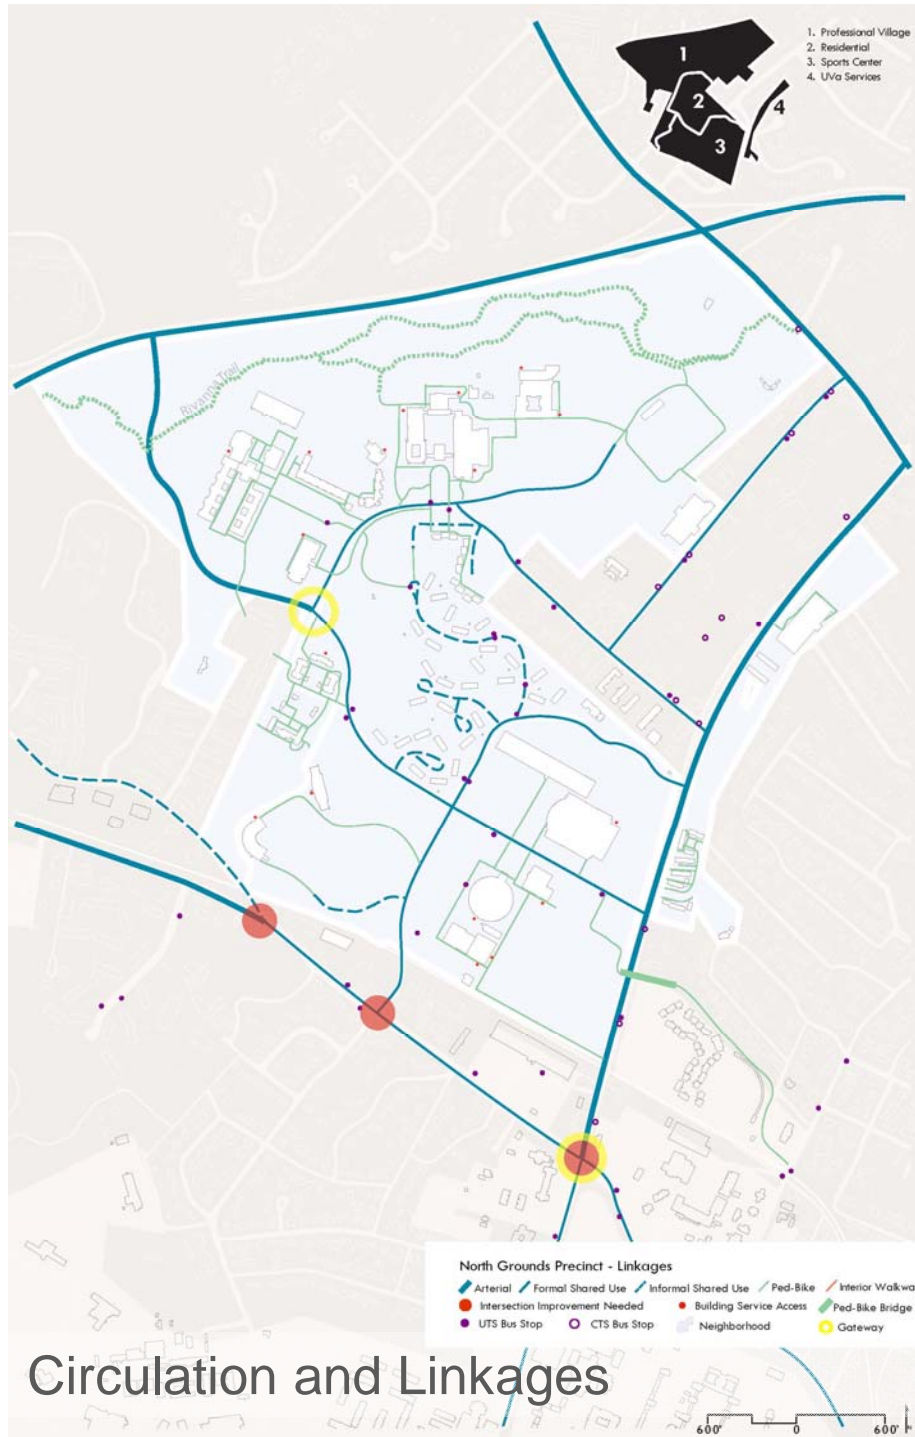 1. Professional Village
2. Residential
3. Sports Center
4. UVa Services
1
2
3
4
Rivanna Trail
North Grounds Precinct - Linkages
Arterial Formal Shared Use Informal Shared Use Ped-Bike Interior Walkwa
Intersection Improvement Needed Building Service Access Ped-Bike Bridge
UTS Bus Stop CTS Bus Stop Neighborhood Gateway
Circulation and Linkages
600' 0 600'